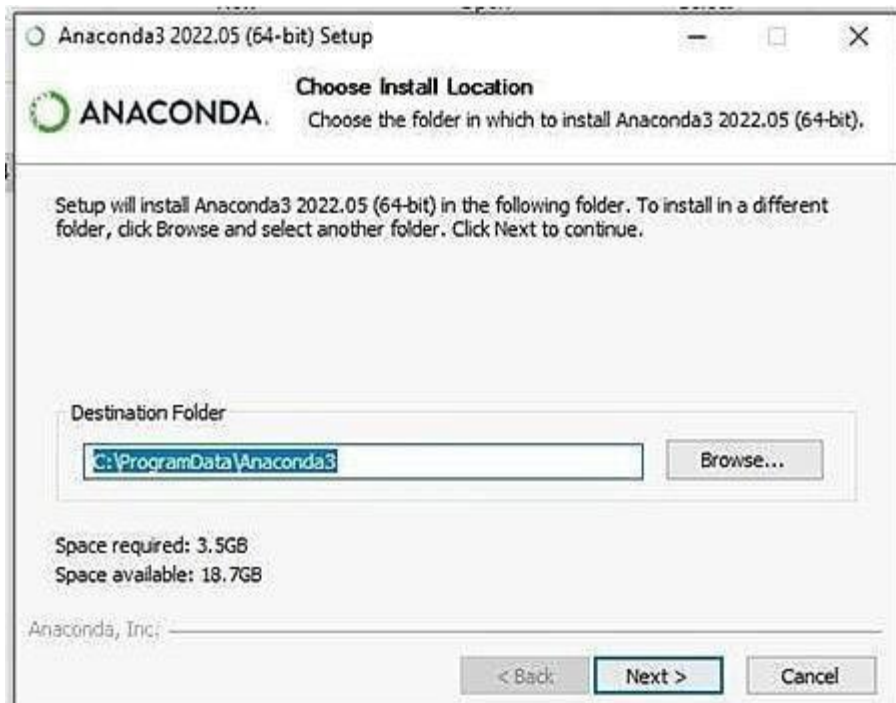 Anaconda3 2022.05 (64-bit) Setup
Choose Install Location
ANACONDA.
Choose the folder in which to install Anaconda3 2022.05 (64-bit).
Setup will install Anaconda3 2022.05 (64-bit) in the following folder. To install in a different
folder, click Browse and select another folder. Click Next to continue.
Destination Folder
C:\ProgramData\Anaconda3
Browse...
Space required: 3.5GB
Space available: 18.7GB
Anaconda, Inc.
< Back
Next >
Cancel